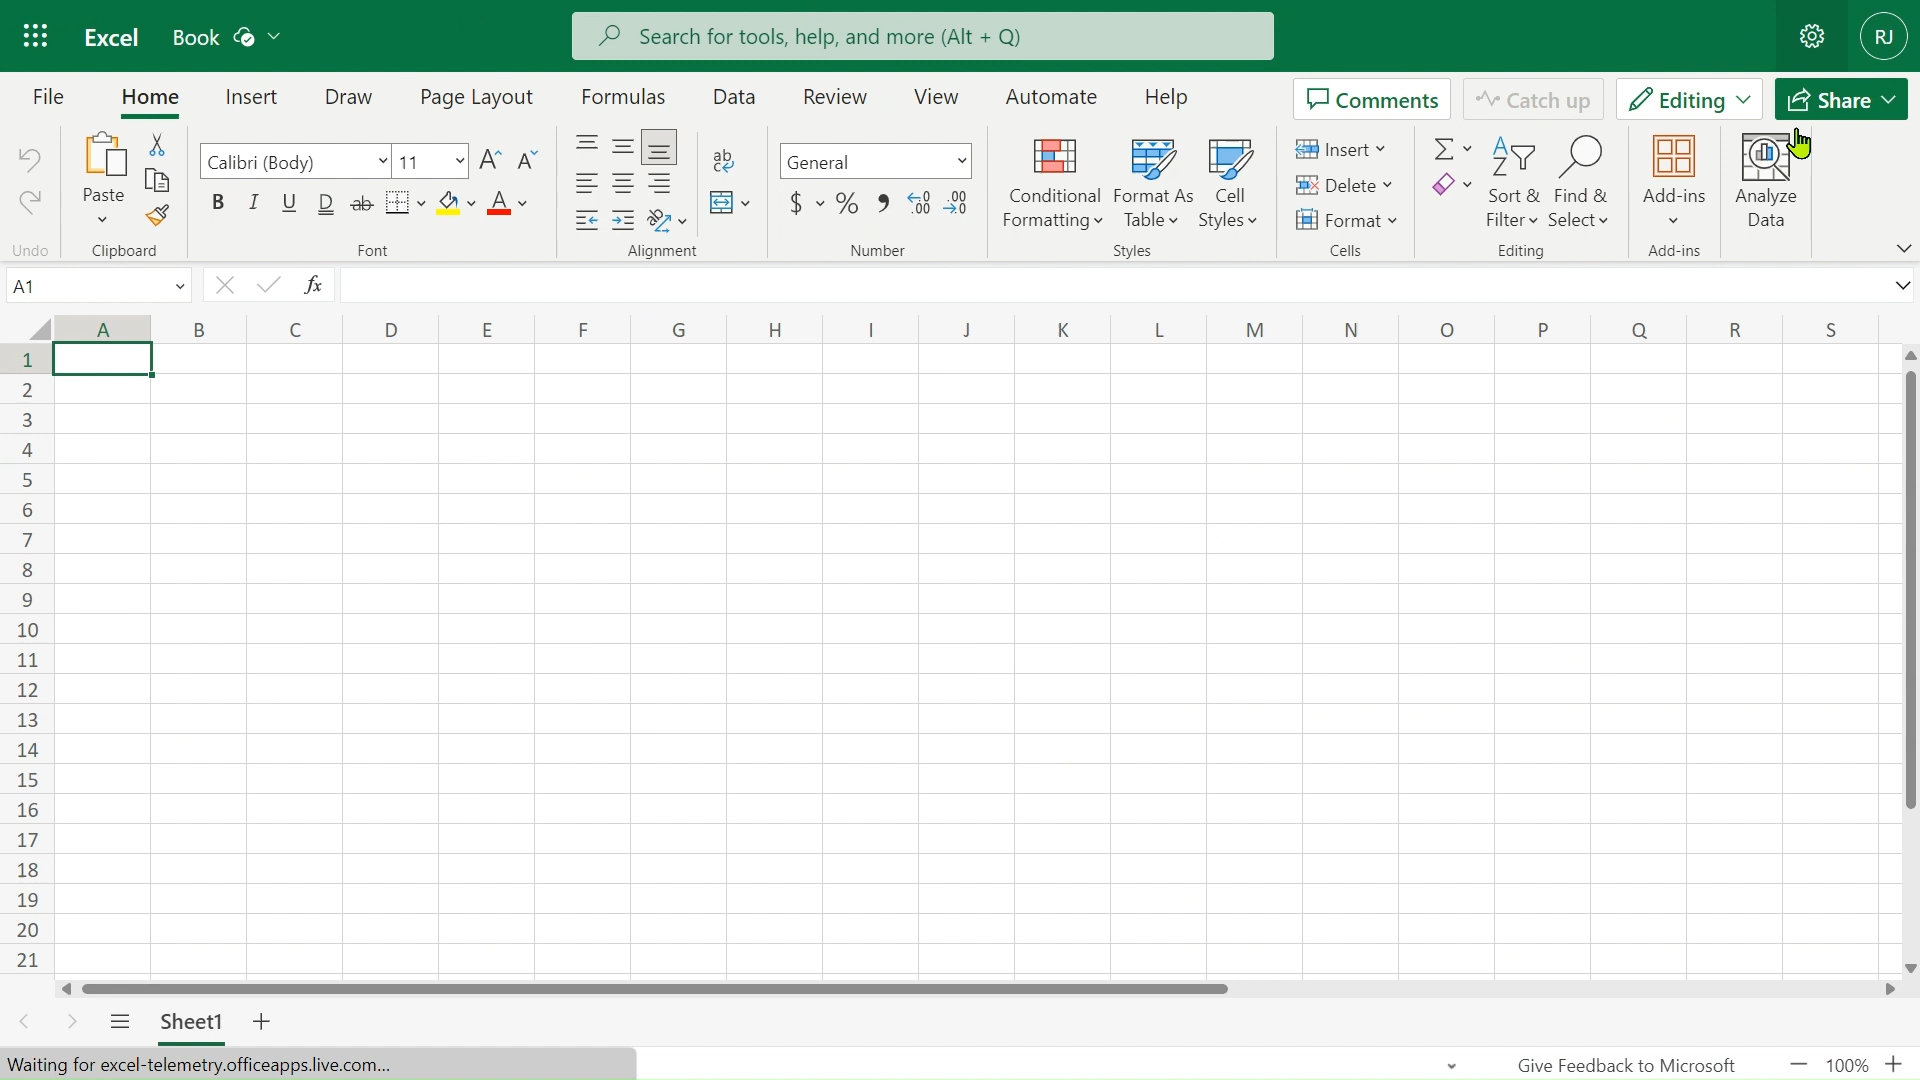 Excel Book Search for tools, help, and more (Alt + Q) RJ
File Home Insert Draw Page Layout Formulas Data Review View Automate Help Comments Catch up Editing Share
Calibri (Body) 11 General
Paste
Conditional Formatting
Format As Table
Cell Styles
Insert
Delete
Format
Sort & Filter
Find & Select
Add-ins
Analyze Data
Undo Clipboard Font Alignment Number Styles Cells Editing Add-ins
A1 fx
A B C D E F G H I J K L M N O P Q R S
1
2
3
4
5
6
7
8
9
10
11
12
13
14
15
16
17
18
19
20
21
Sheet1
Waiting for excel-telemetry.officeapps.live.com... Give Feedback to Microsoft 100%